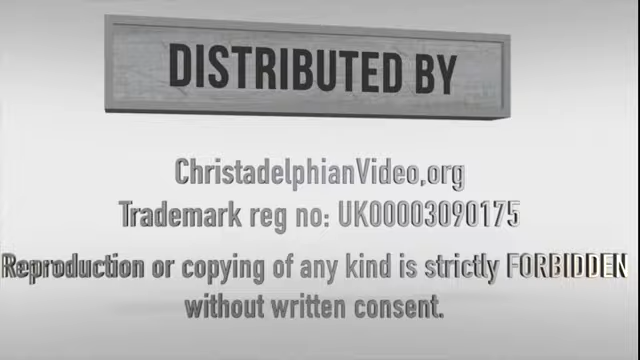 DISTRIBUTED BY
ChristadelphianVideo.org
Trademark reg no: UK00003090175
Reproduction or copying of any kind is strictly FORBIDDEN
without written consent.